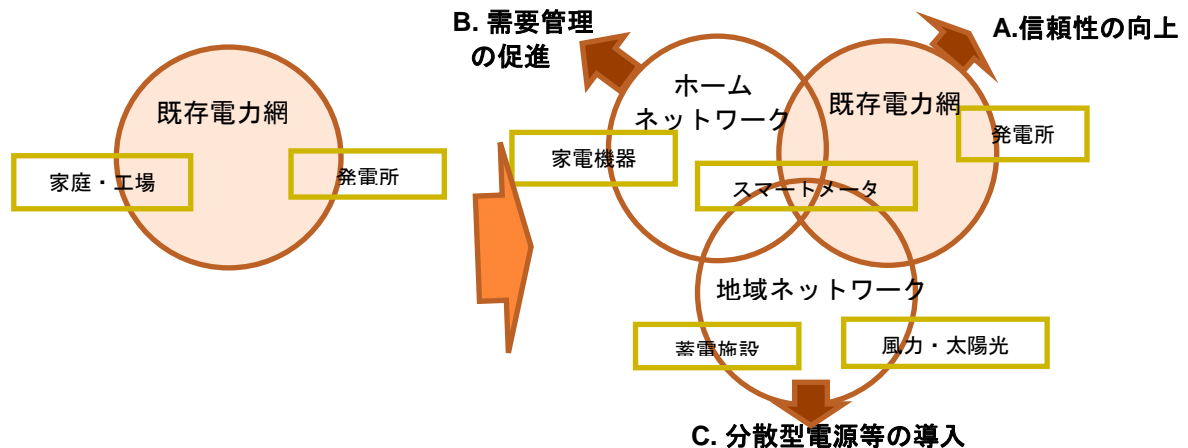 既存電力網
家庭・工場
発電所
B. 需要管理
の促進
A.信頼性の向上
ホーム
ネットワーク
既存電力網
発電所
家電機器
スマートメータ
地域ネットワーク
蓄電施設
風力・太陽光
C. 分散型電源等の導入